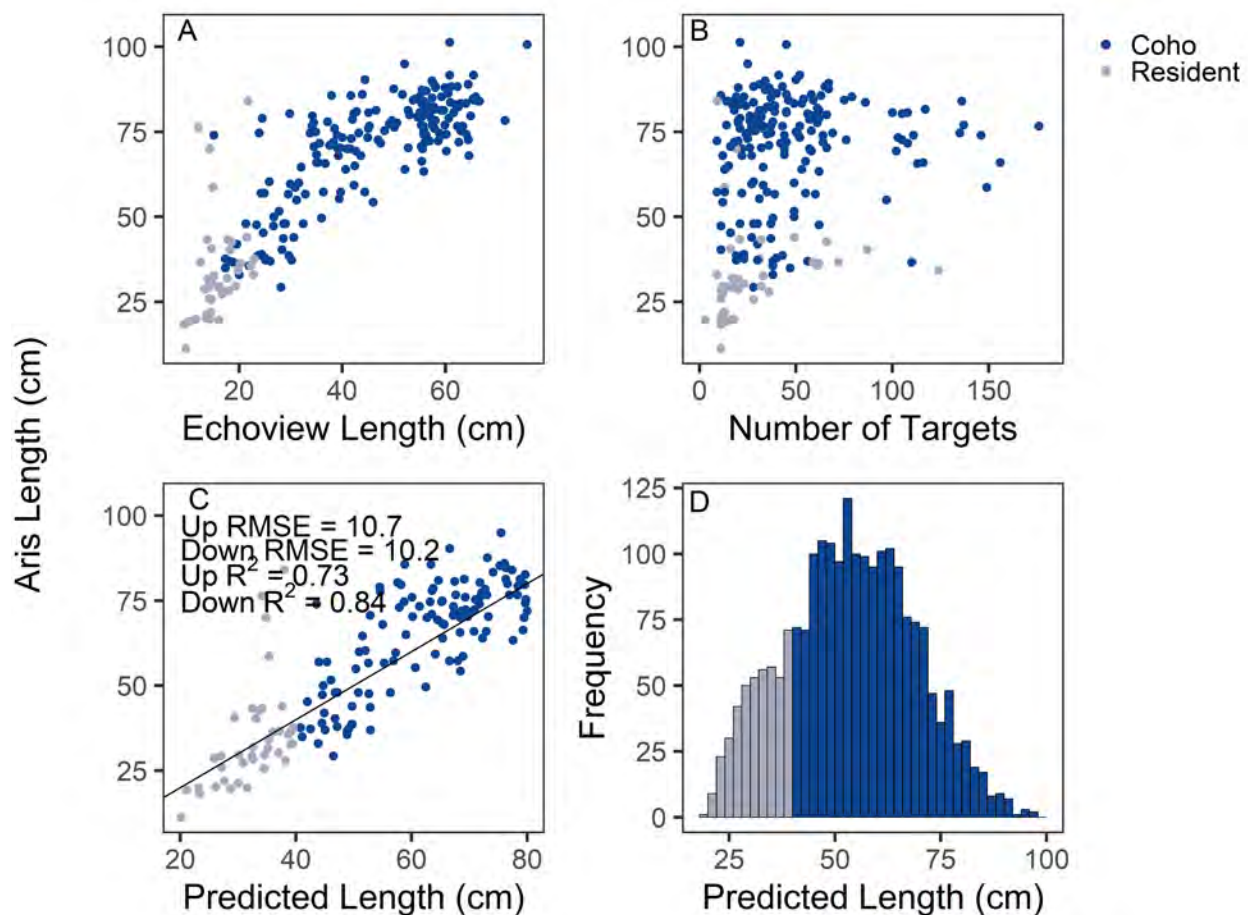 A
B
Coho
Resident
100
75
50
25
20
40
60
Echoview Length (cm)
100
75
50
25
0
50
100
150
Number of Targets
Aris Length (cm)
C
Up RMSE = 10.7
Down RMSE = 10.2
Up R² = 0.73
Down R² = 0.84
100
75
50
25
20
40
60
80
Predicted Length (cm)
D
Frequency
125
100
75
50
25
0
25
50
75
100
Predicted Length (cm)